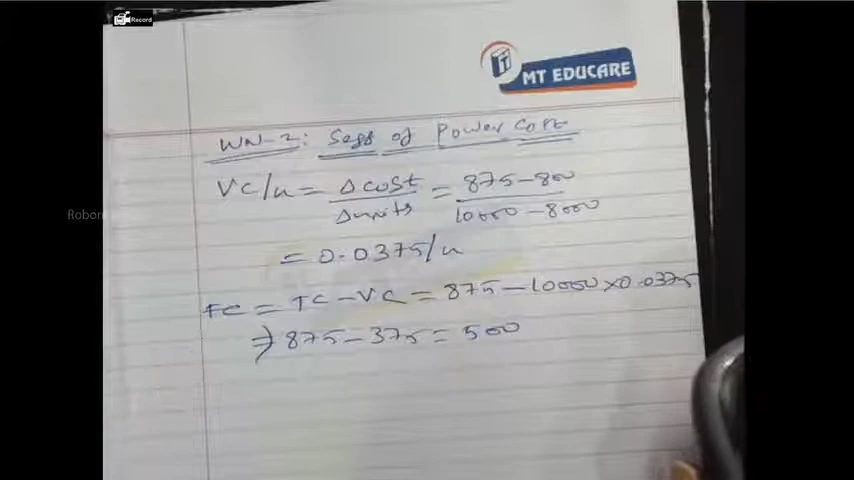 Record
MT EDUCARE
WN-2: Segg of Power Cost
VC/u = Δcost / Δunits = 875-800 / 10000-8000
= 0.0375/u
FC = TC - VC = 875 - 10000 × 0.0375
⇒ 875 - 375 = 500
Robom